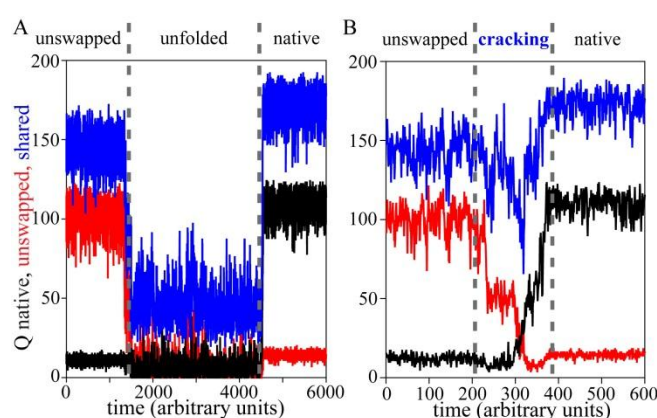 A
unswapped unfolded native
200
150
100
50
0
0 2000 4000 6000
time (arbitrary units)
Q native, unswapped, shared
B
unswapped cracking native
200
150
100
50
0
0 100 200 300 400 500 600
time (arbitrary units)